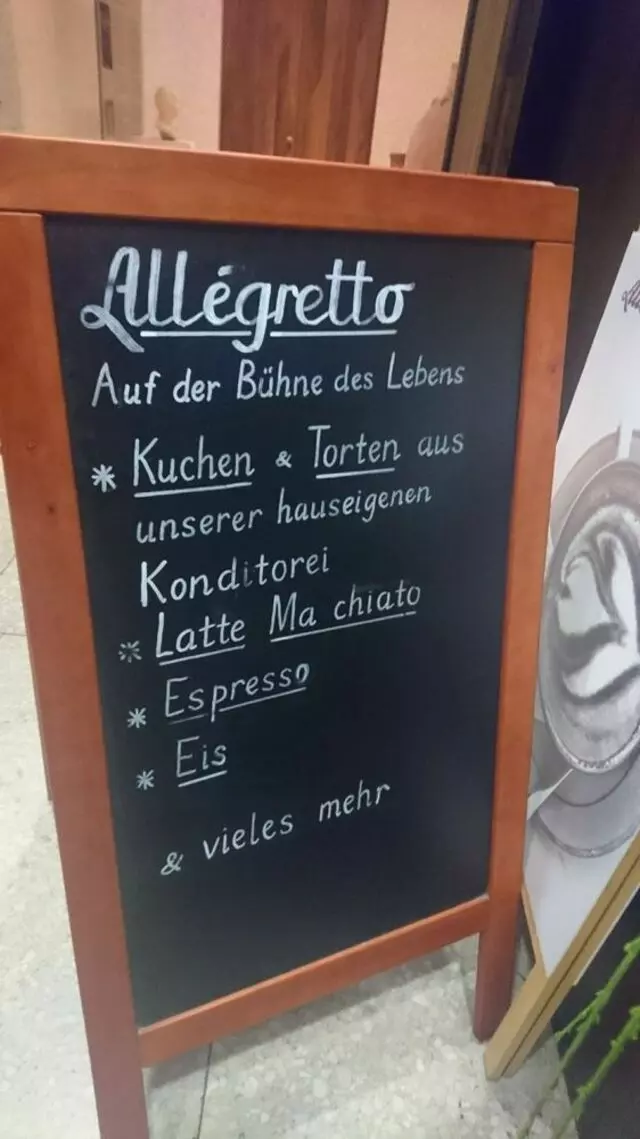 Allégretto
Auf der Bühne des Lebens
* Kuchen & Torten aus
unserer hauseigenen
Konditorei
* Latte Ma chiato
* Espresso
* Eis
& vieles mehr